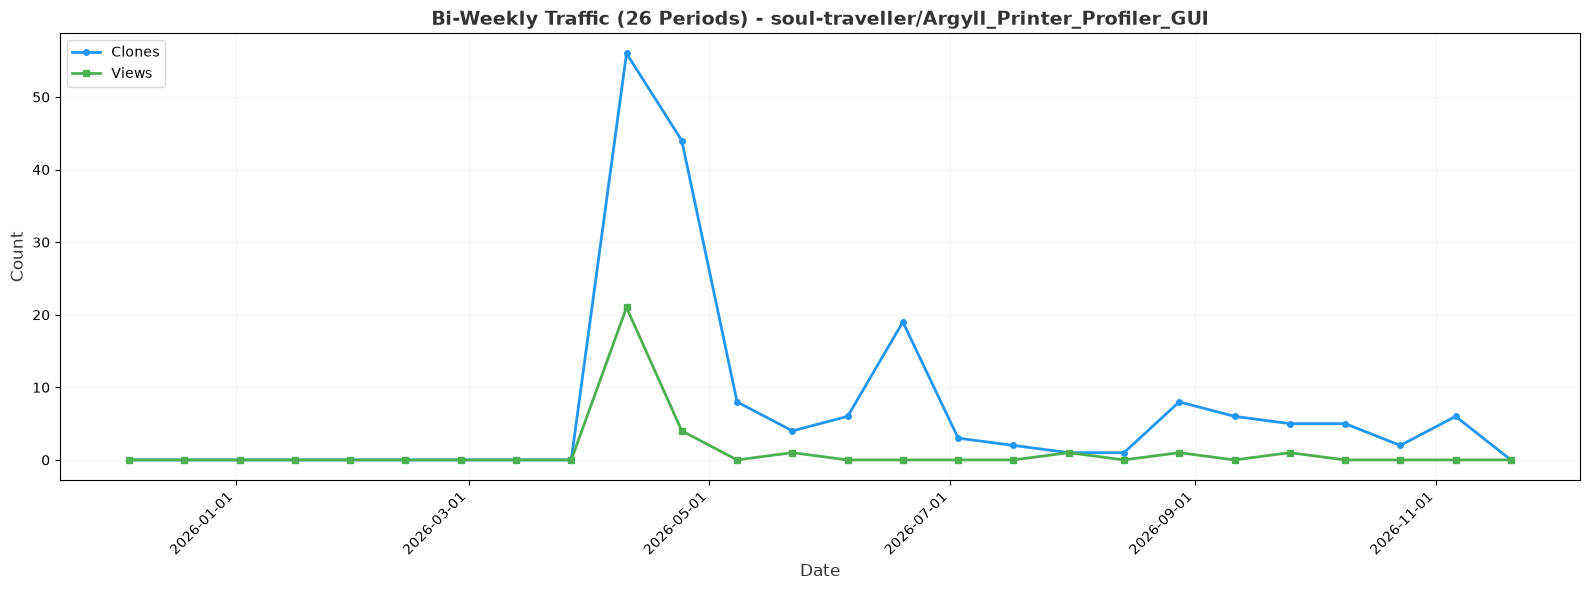 Bi-Weekly Traffic (26 Periods) - soul-traveller/Argyll_Printer_Profiler_GUI
Clones
Views
50
40
30
20
10
0
Count
2026-01-01
2026-03-01
2026-05-01
2026-07-01
2026-09-01
2026-11-01
Date